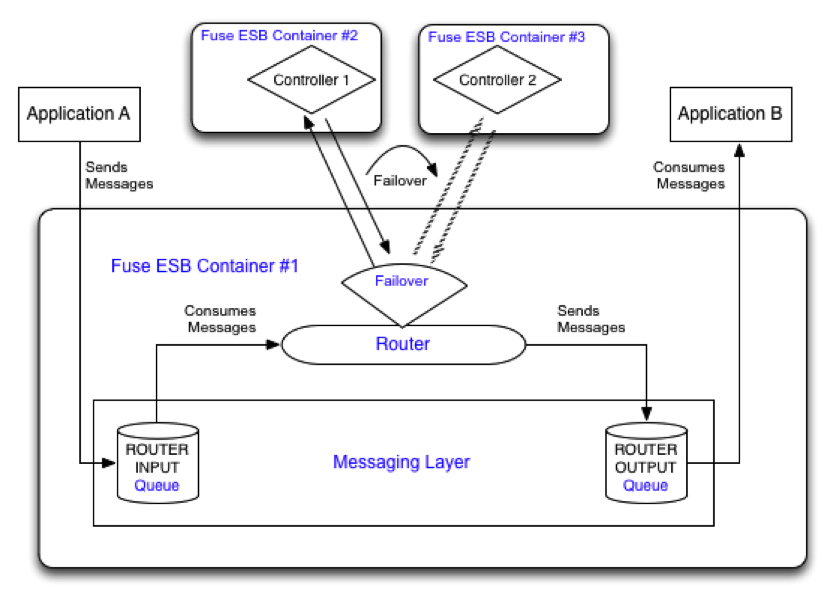 Fuse ESB Container #2
Fuse ESB Container #3
Controller 1
Controller 2
Application A
Application B
Sends
Messages
Consumes
Messages
Failover
Fuse ESB Container #1
Failover
Consumes
Messages
Sends
Messages
Router
ROUTER
INPUT
Queue
Messaging Layer
ROUTER
OUTPUT
Queue